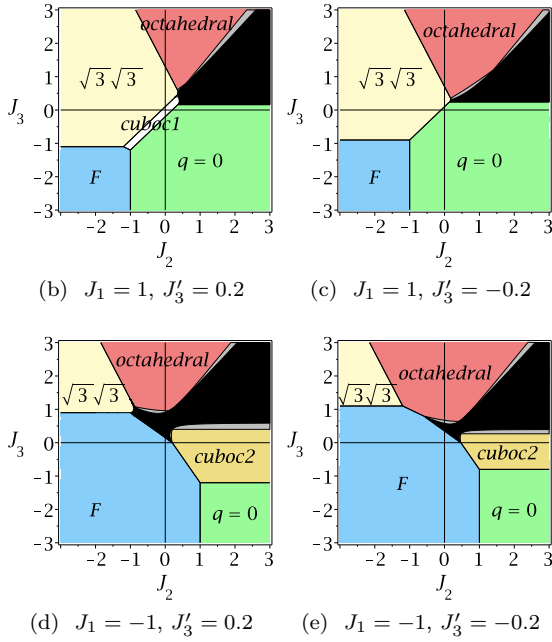 3
2
1
0
−1
−2
−3
J3
octahedral
√3 √3
cuboc1
F
q = 0
−2 −1 0 1 2 3
J2
(b) J1 = 1, J′3 = 0.2
3
2
1
0
−1
−2
−3
J3
octahedral
√3 √3
F
q = 0
−2 −1 0 1 2 3
J2
(c) J1 = 1, J′3 = −0.2
3
2
1
0
−1
−2
−3
J3
octahedral
√3 √3
cuboc2
F
q = 0
−2 −1 0 1 2 3
J2
(d) J1 = −1, J′3 = 0.2
3
2
1
0
−1
−2
−3
J3
octahedral
√3 √3
cuboc2
F
q = 0
−2 −1 0 1 2 3
J2
(e) J1 = −1, J′3 = −0.2